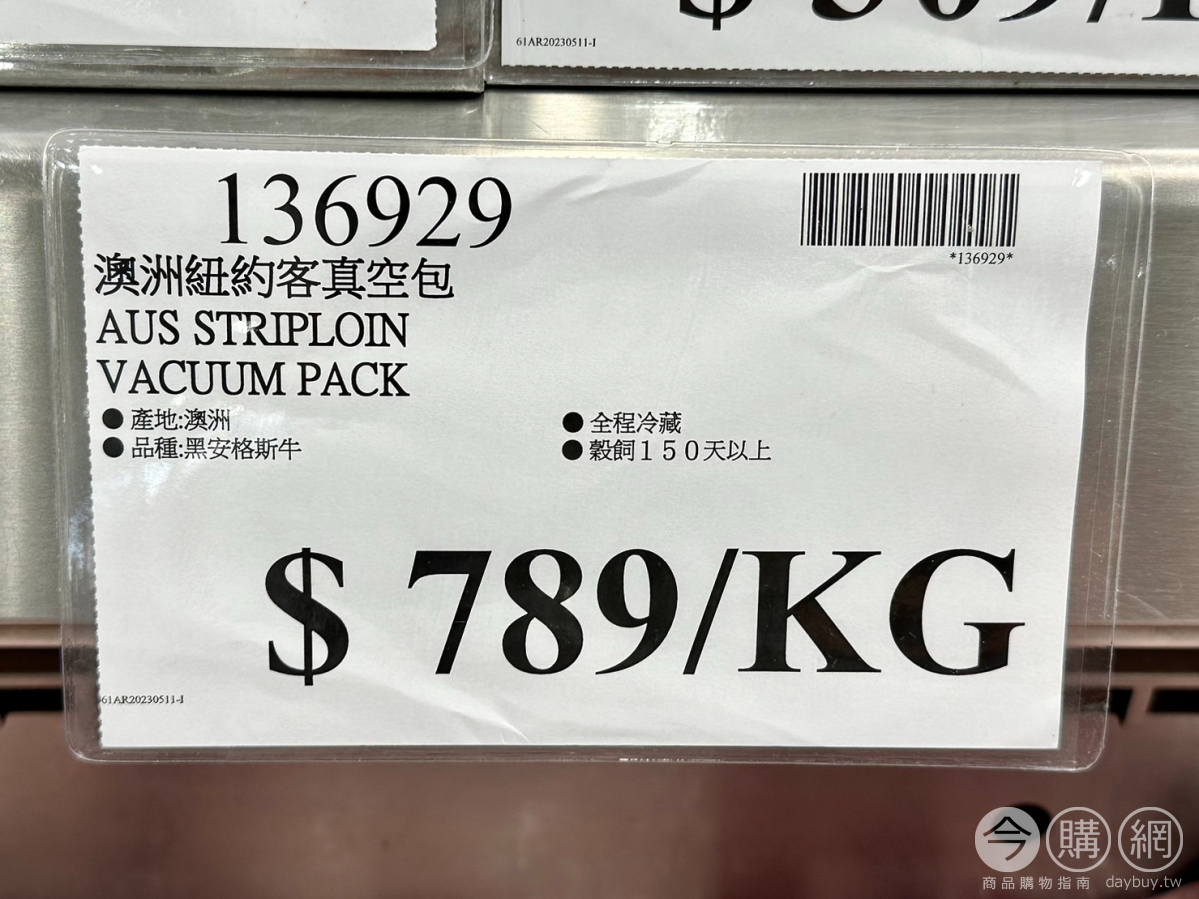 61AR20230511-I
136929
*136929*
澳洲紐約客真空包
AUS STRIPLOIN
VACUUM PACK
● 產地:澳洲
● 全程冷藏
● 品種:黑安格斯牛
● 穀飼１５０天以上
$ 789/KG
61AR20230511-I
今購網
商品購物指南 daybuy.tw